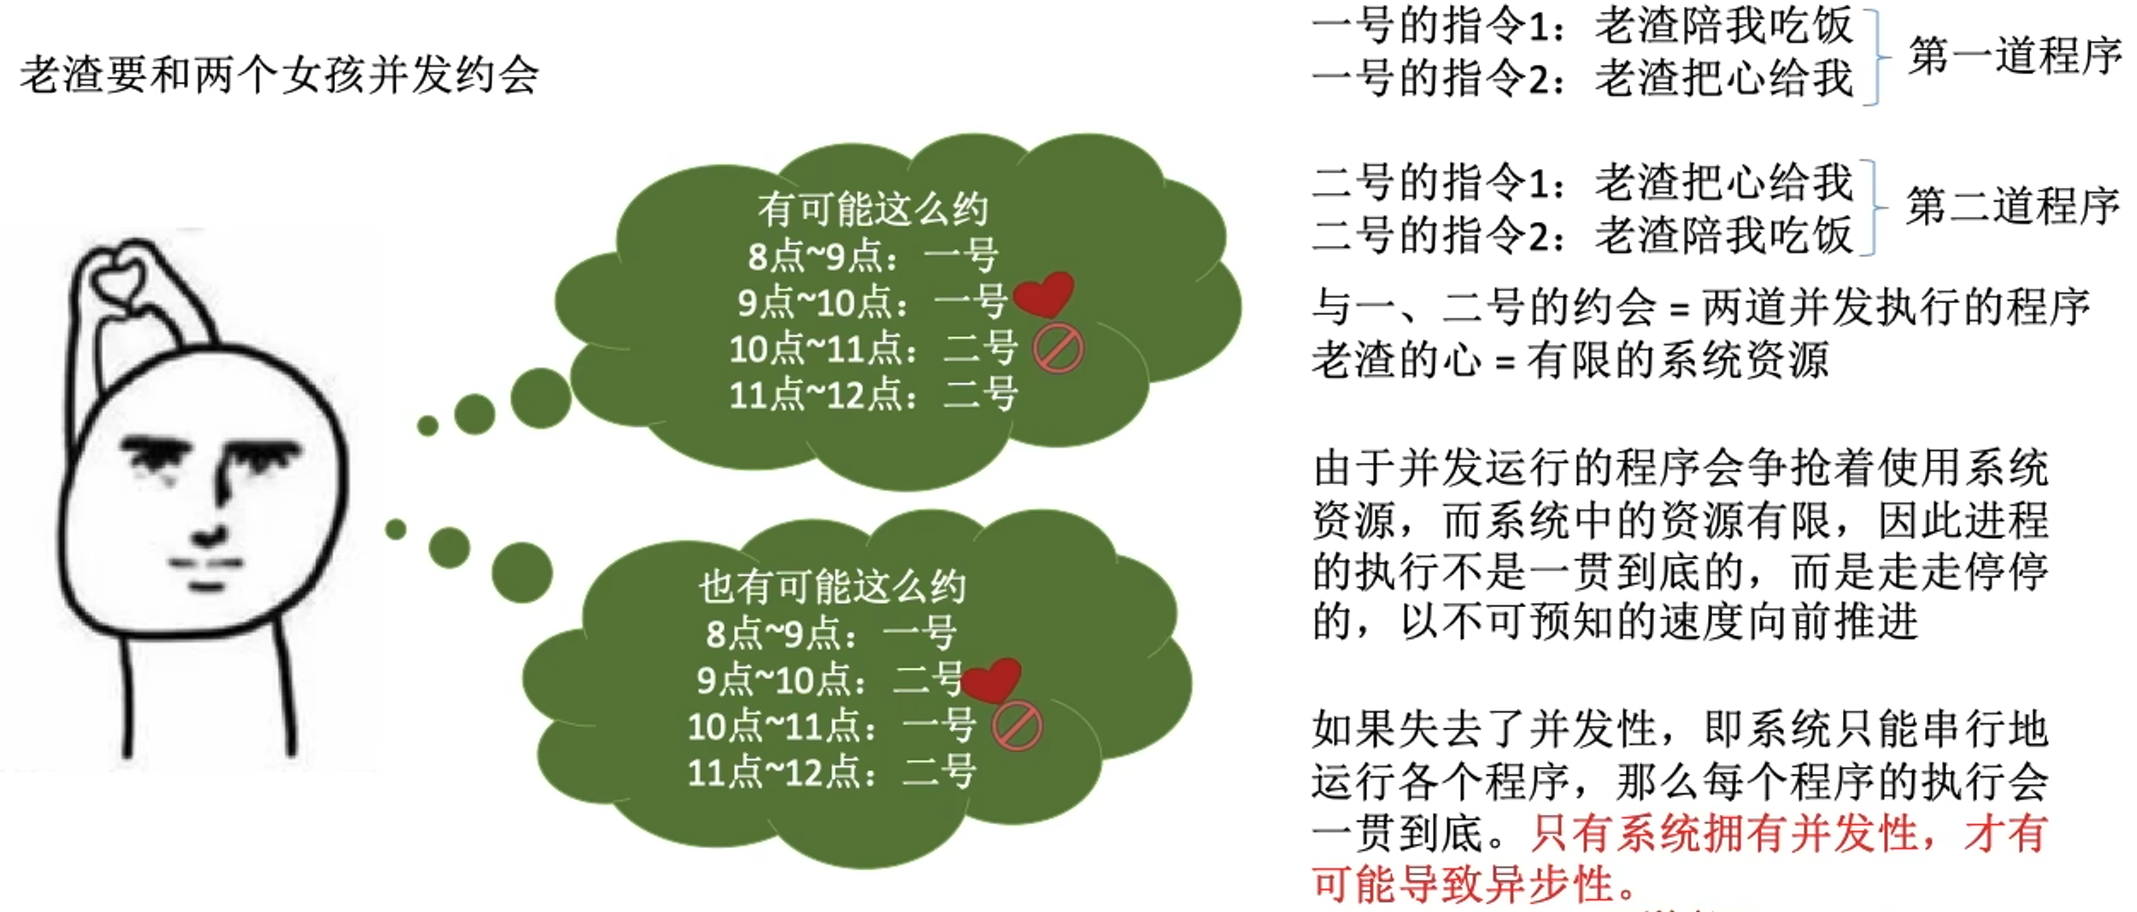 老渣要和两个女孩并发约会
有可能这么约
8点~9点：一号
9点~10点：一号
10点~11点：二号
11点~12点：二号
也有可能这么约
8点~9点：一号
9点~10点：二号
10点~11点：一号
11点~12点：二号
一号的指令1：老渣陪我吃饭
一号的指令2：老渣把心给我
第一道程序
二号的指令1：老渣把心给我
二号的指令2：老渣陪我吃饭
第二道程序
与一、二号的约会 = 两道并发执行的程序
老渣的心 = 有限的系统资源
由于并发运行的程序会争抢着使用系统
资源，而系统中的资源有限，因此进程
的执行不是一贯到底的，而是走走停停
的，以不可预知的速度向前推进
如果失去了并发性，即系统只能串行地
运行各个程序，那么每个程序的执行会
一贯到底。只有系统拥有并发性，才有
可能导致异步性。